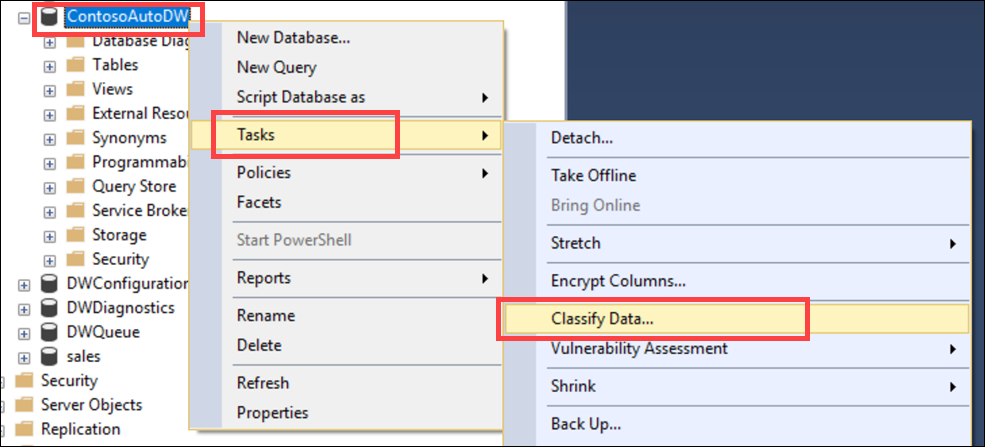 ContosoAutoDW
Database Diag
Tables
Views
External Resou
Synonyms
Programmab
Query Store
Service Broke
Storage
Security
DWConfiguration
DWDiagnostics
DWQueue
sales
Security
Server Objects
Replication
New Database...
New Query
Script Database as
Tasks
Policies
Facets
Start PowerShell
Reports
Rename
Delete
Refresh
Properties
Detach...
Take Offline
Bring Online
Stretch
Encrypt Columns...
Classify Data...
Vulnerability Assessment
Shrink
Back Up...